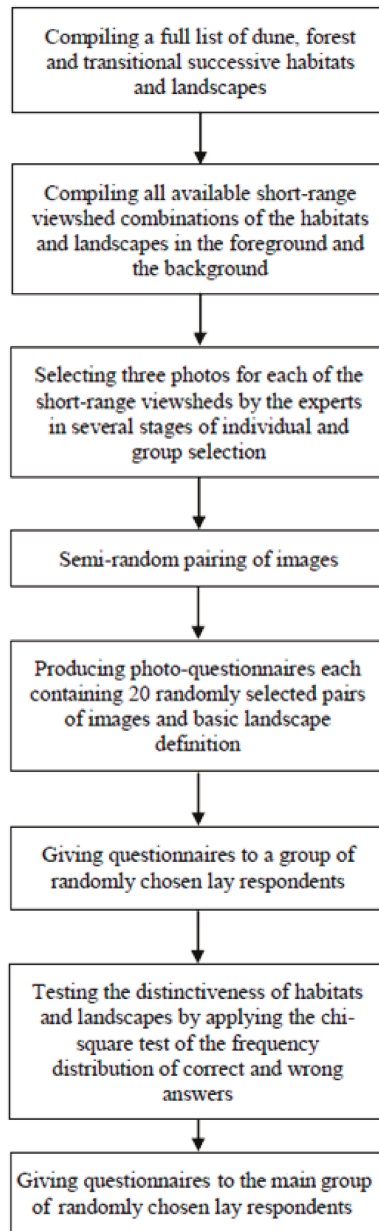 Compiling a full list of dune, forest
and transitional successive habitats
and landscapes
Compiling all available short-range
viewshed combinations of the habitats
and landscapes in the foreground and
the background
Selecting three photos for each of the
short-range viewsheds by the experts
in several stages of individual and
group selection
Semi-random pairing of images
Producing photo-questionnaires each
containing 20 randomly selected pairs
of images and basic landscape
definition
Giving questionnaires to a group of
randomly chosen lay respondents
Testing the distinctiveness of habitats
and landscapes by applying the chi-
square test of the frequency
distribution of correct and wrong
answers
Giving questionnaires to the main group
of randomly chosen lay respondents